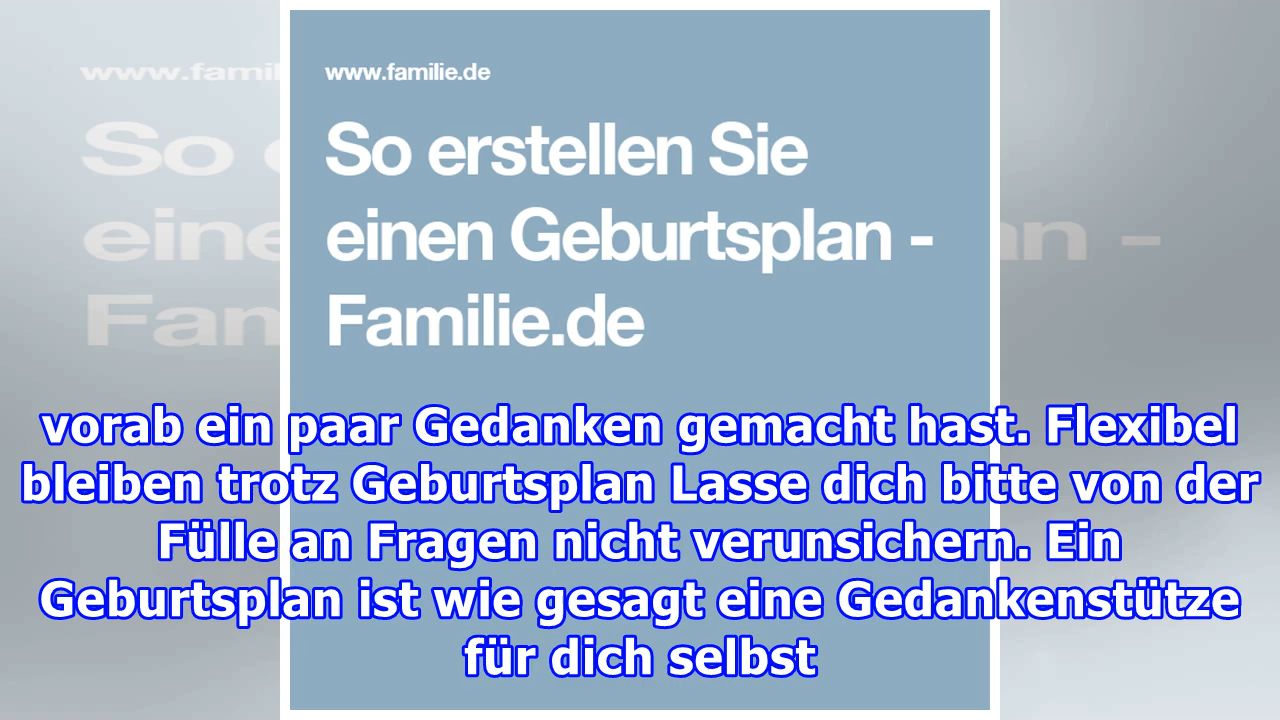 www.familie.de
So erstellen Sie
einen Geburtsplan -
Familie.de
vorab ein paar Gedanken gemacht hast. Flexibel
bleiben trotz Geburtsplan Lasse dich bitte von der
Fülle an Fragen nicht verunsichern. Ein
Geburtsplan ist wie gesagt eine Gedankenstütze
für dich selbst